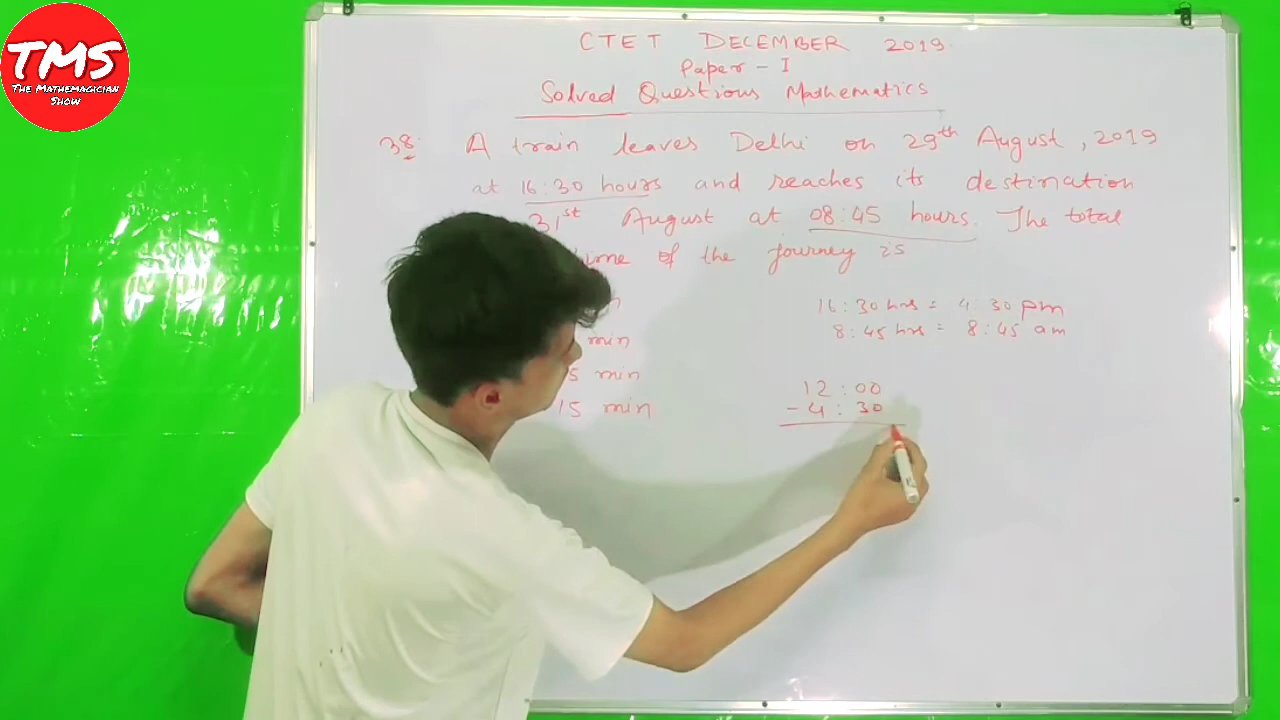 TMS
THE MATHEMAGICIAN
SHOW
CTET DECEMBER 2019.
Paper - I
Solved Questions Mathematics
38. A train leaves Delhi on 29th August, 2019
at 16:30 hours and reaches its destination
31st August at 08:45 hours. The total
time of the journey is
16:30 hrs = 4.30 pm
8:45 hrs = 8:45 am
min
5 min
15 min
12:00
- 4:30